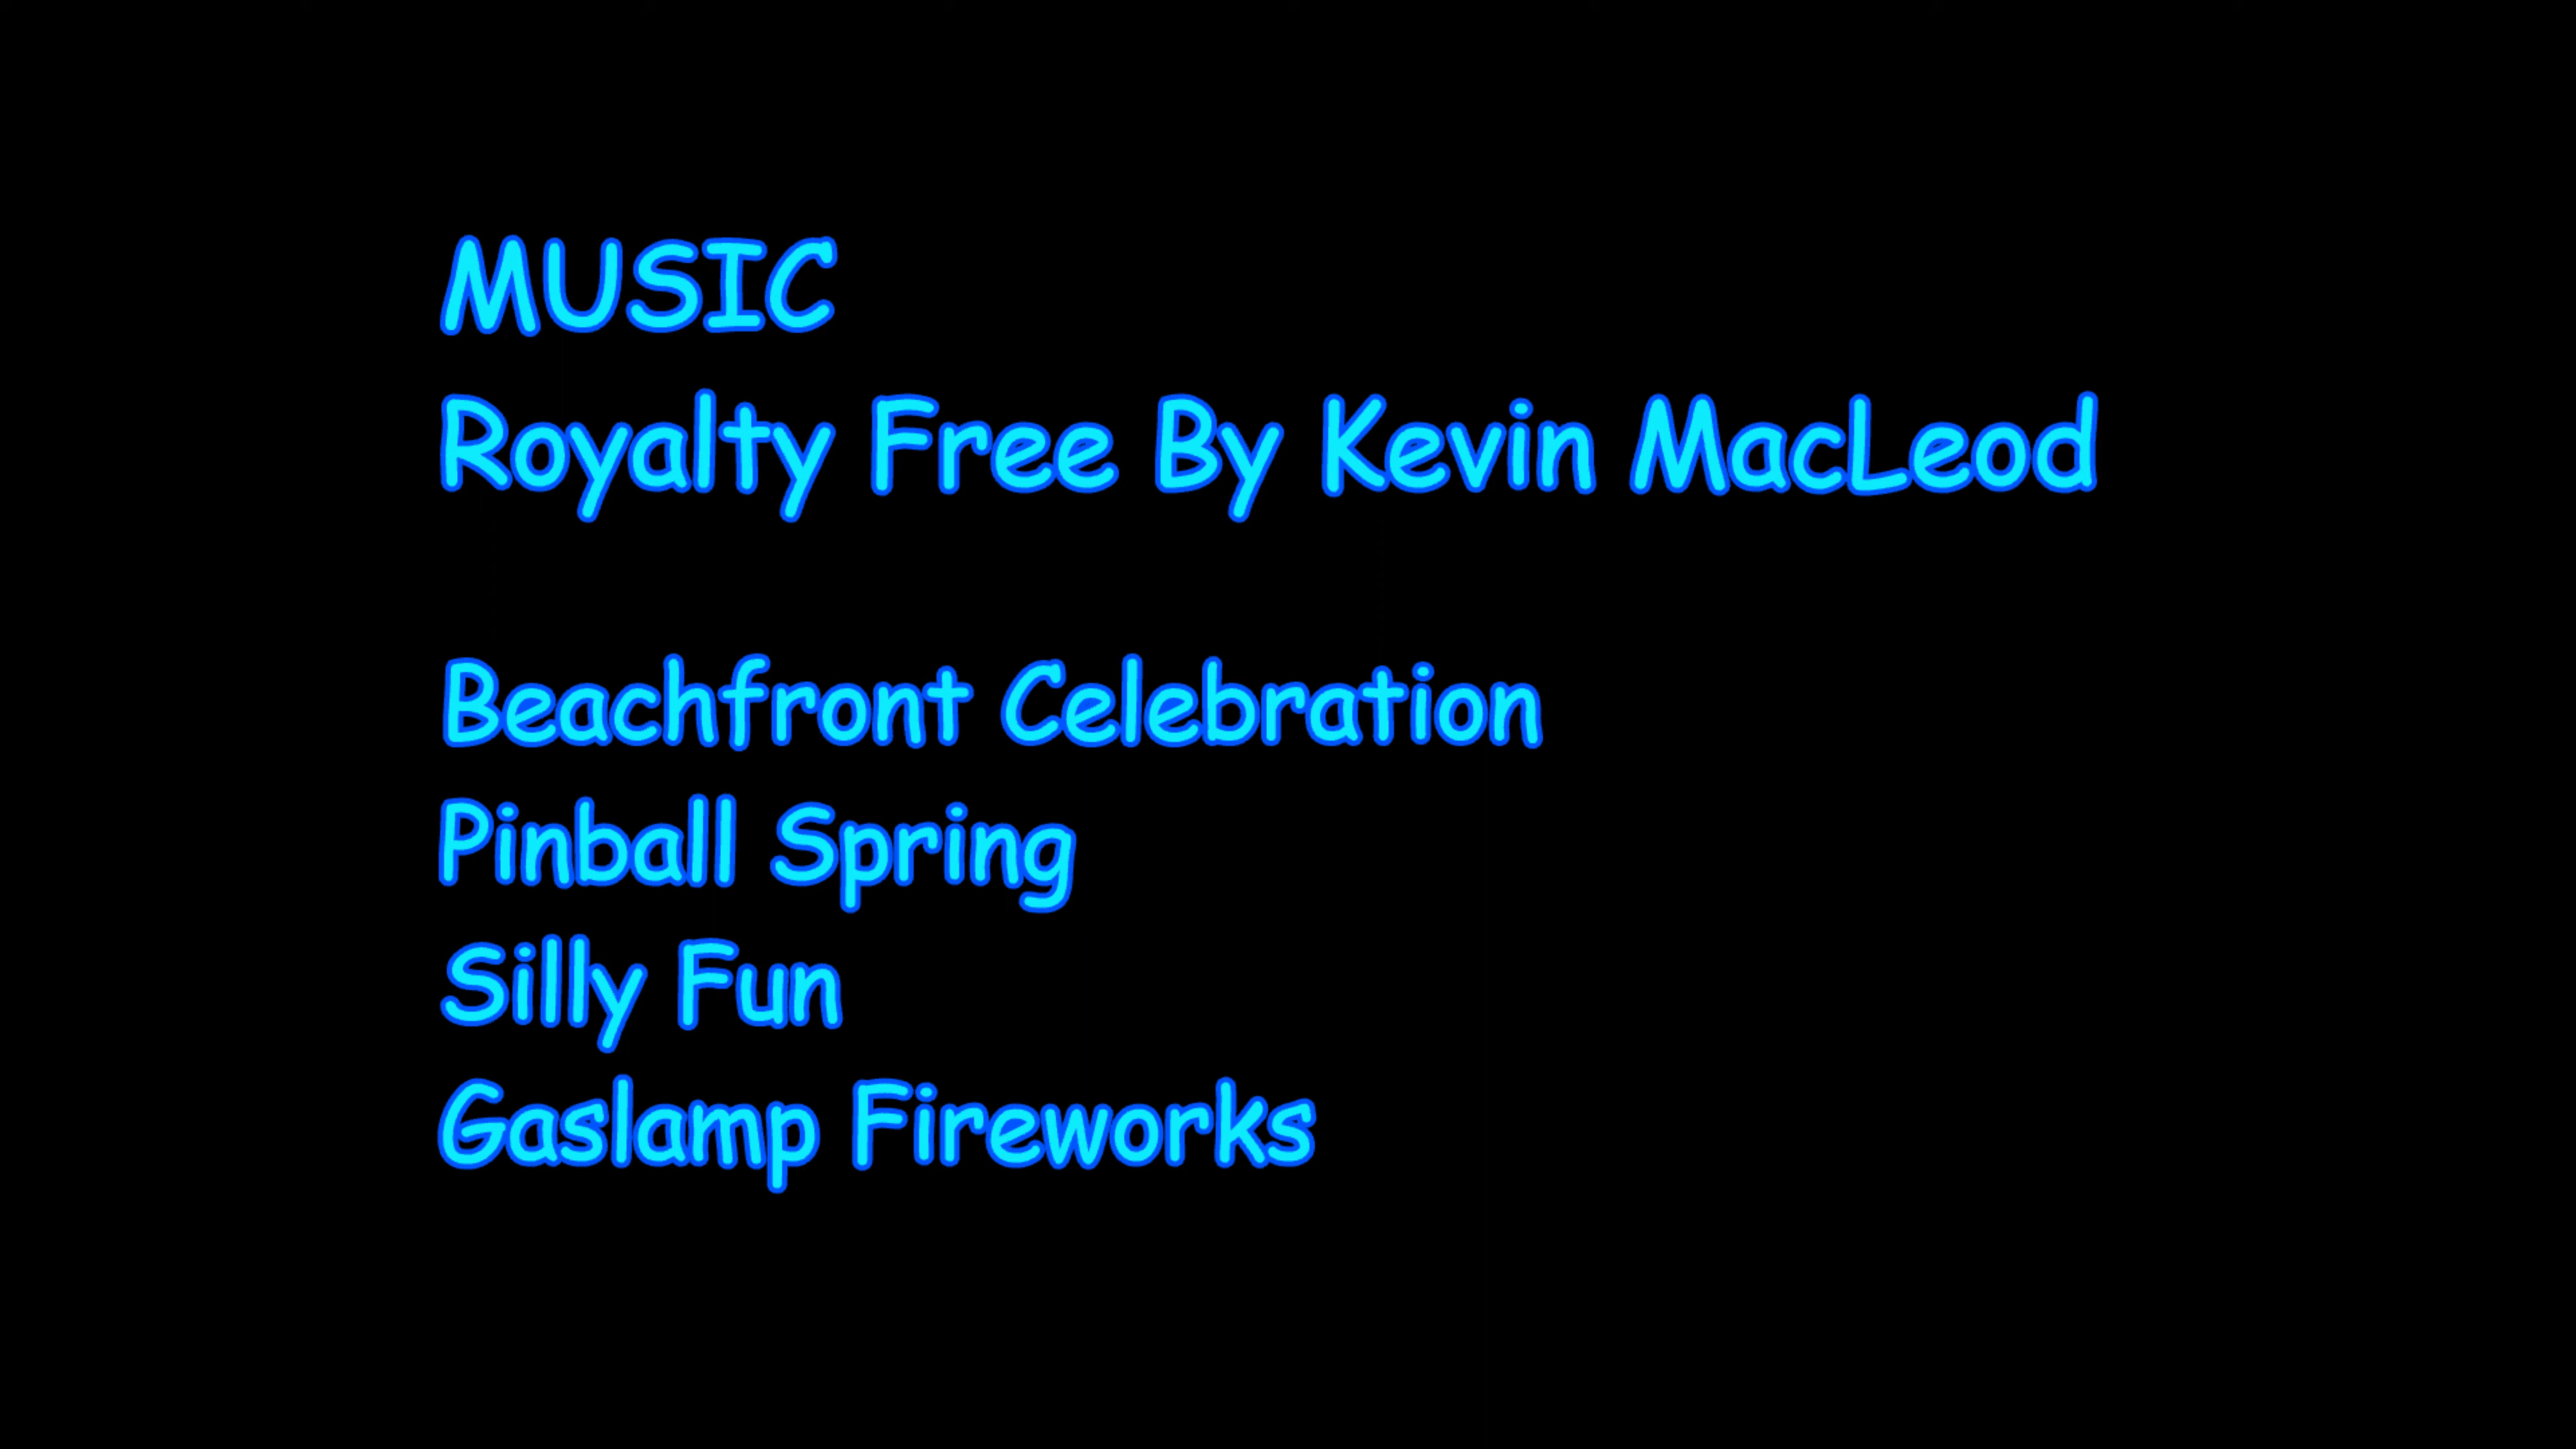 MUSIC
Royalty Free By Kevin MacLeod
Beachfront Celebration
Pinball Spring
Silly Fun
Gaslamp Fireworks